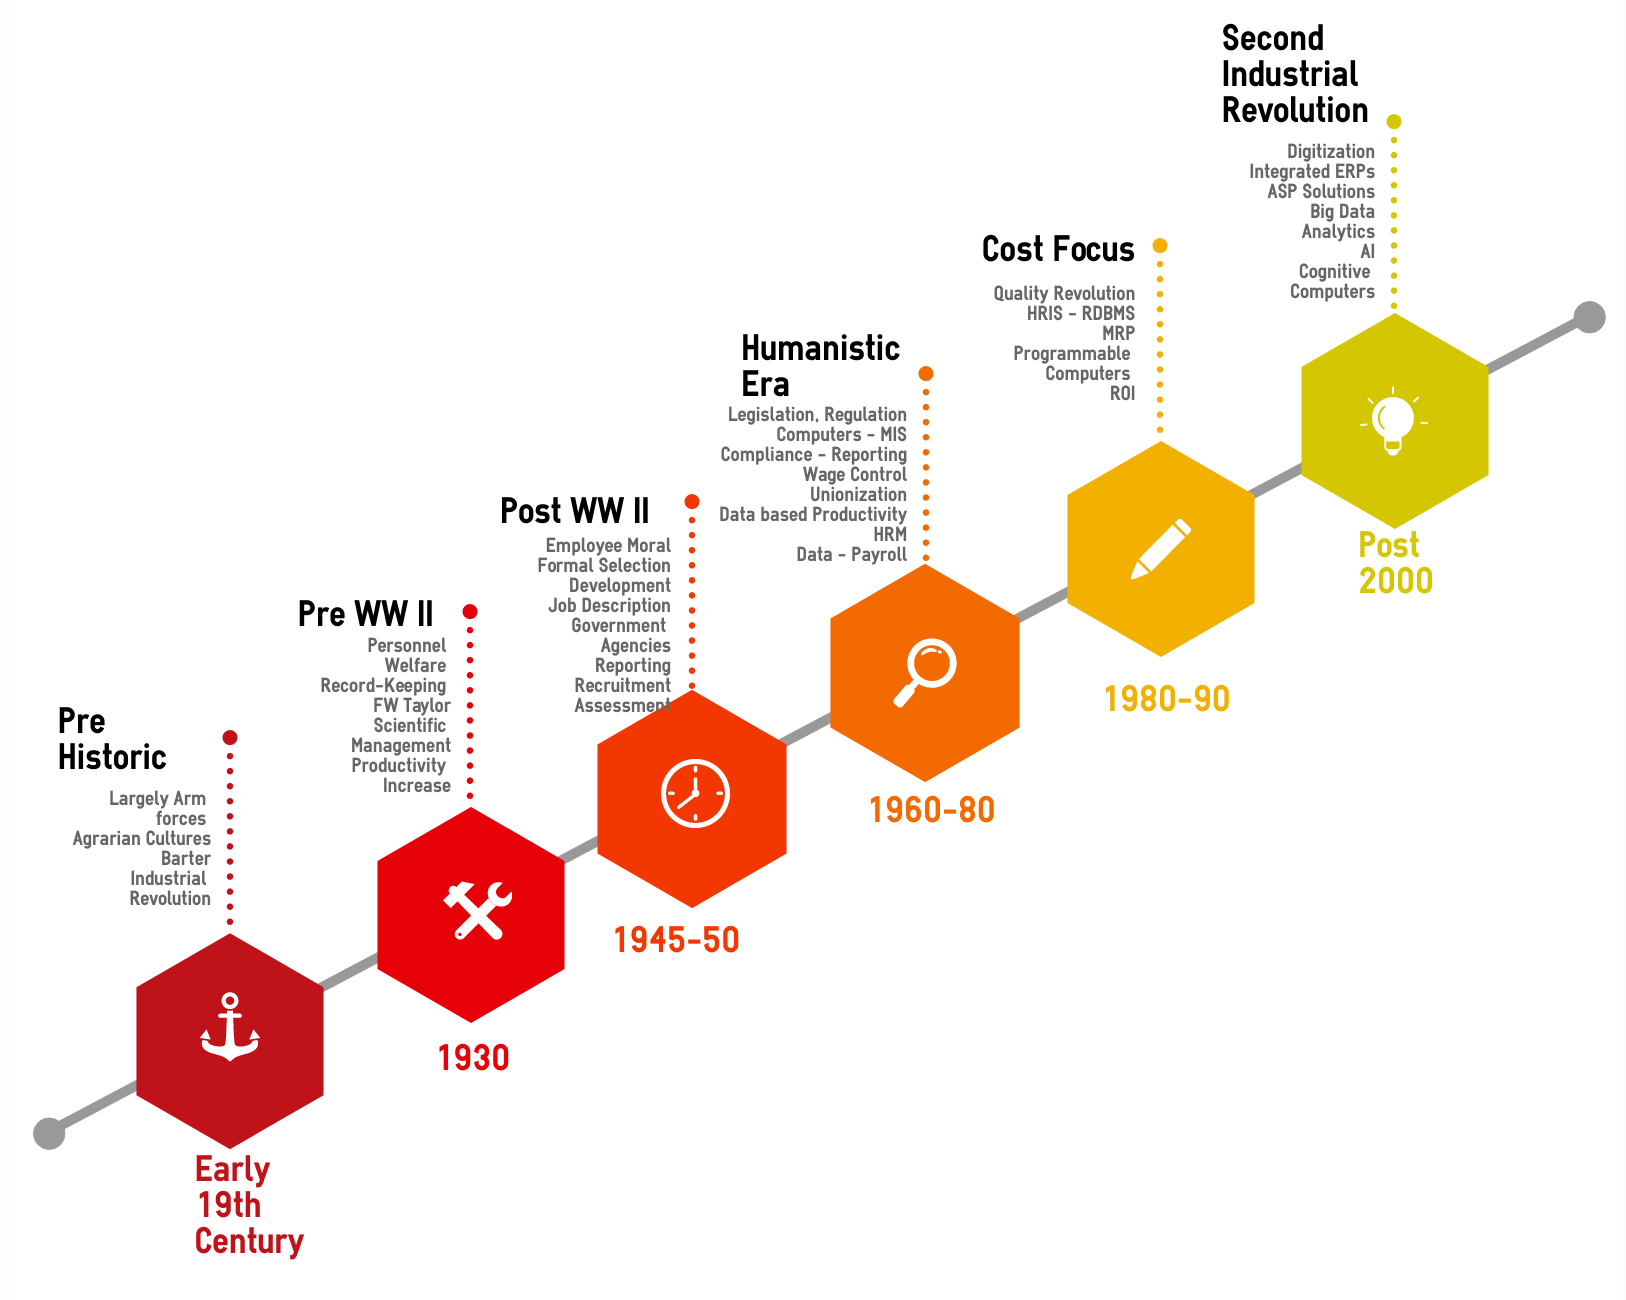 Pre
Historic
Largely Arm
forces
Agrarian Cultures
Barter
Industrial
Revolution
Early
19th
Century
Pre WW II
Personnel
Welfare
Record-Keeping
FW Taylor
Scientific
Management
Productivity
Increase
1930
Post WW II
Employee Moral
Formal Selection
Development
Job Description
Government
Agencies
Reporting
Recruitment
Assessment
1945-50
Humanistic
Era
Legislation, Regulation
Computers - MIS
Compliance - Reporting
Wage Control
Unionization
Data based Productivity
HRM
Data - Payroll
1960-80
Cost Focus
Quality Revolution
HRIS - RDBMS
MRP
Programmable
Computers
ROI
1980-90
Second
Industrial
Revolution
Digitization
Integrated ERPs
ASP Solutions
Big Data
Analytics
AI
Cognitive
Computers
Post
2000